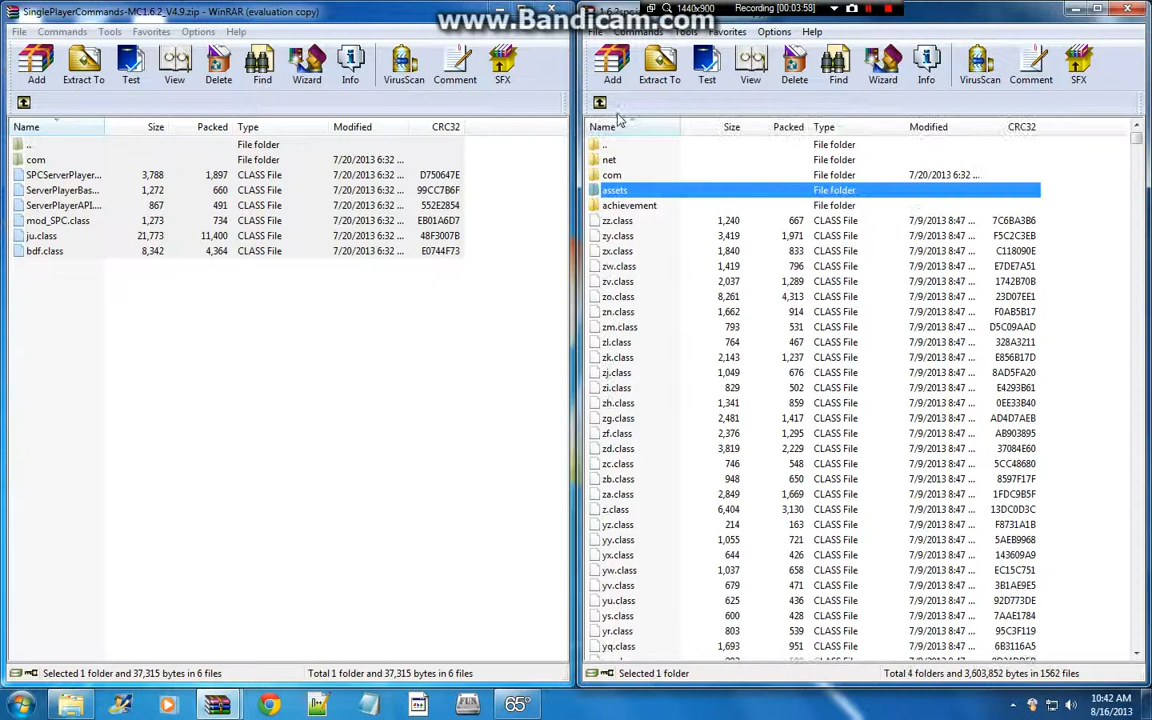 SinglePlayerCommands-MC1.6.2_V4.9.zip - WinRAR (evaluation copy)
www.Bandicam.com
1440x900 Recording [00:03:58]
File Commands Tools Favorites Options Help
File Commands Tools Favorites Options Help
Add Extract To Test View Delete Find Wizard Info VirusScan Comment SFX
Add Extract To Test View Delete Find Wizard Info VirusScan Comment SFX
Name Size Packed Type Modified CRC32
.. File folder
com File folder 7/20/2013 6:32 ...
SPCServerPlayer... 3,788 1,897 CLASS File 7/20/2013 6:32 ... D750647E
ServerPlayerBas... 1,272 660 CLASS File 7/20/2013 6:32 ... 99CC7B6F
ServerPlayerAPI.... 867 491 CLASS File 7/20/2013 6:32 ... 552E2854
mod_SPC.class 1,273 734 CLASS File 7/20/2013 6:32 ... EB01A6D7
ju.class 21,773 11,400 CLASS File 7/20/2013 6:32 ... 48F3007B
bdf.class 8,342 4,364 CLASS File 7/20/2013 6:32 ... E0744F73
Name Size Packed Type Modified CRC32
.. File folder
net File folder
com File folder 7/20/2013 6:32 ...
assets File folder
achievement File folder
zz.class 1,240 667 CLASS File 7/9/2013 8:47 ... 7C6BA3B6
zy.class 3,419 1,971 CLASS File 7/9/2013 8:47 ... F5C2C3EB
zx.class 1,840 833 CLASS File 7/9/2013 8:47 ... C118090E
zw.class 1,419 796 CLASS File 7/9/2013 8:47 ... E7DE7A51
zv.class 2,037 1,289 CLASS File 7/9/2013 8:47 ... 1742B70B
zo.class 8,261 4,313 CLASS File 7/9/2013 8:47 ... 23D07EE1
zn.class 1,662 914 CLASS File 7/9/2013 8:47 ... F0AB5B17
zm.class 793 531 CLASS File 7/9/2013 8:47 ... D5C09AAD
zl.class 764 467 CLASS File 7/9/2013 8:47 ... 328A3211
zk.class 2,143 1,237 CLASS File 7/9/2013 8:47 ... E856B17D
zj.class 1,049 676 CLASS File 7/9/2013 8:47 ... 8AD5FA20
zi.class 829 502 CLASS File 7/9/2013 8:47 ... E4293B61
zh.class 1,341 859 CLASS File 7/9/2013 8:47 ... 0EE33B40
zg.class 2,481 1,417 CLASS File 7/9/2013 8:47 ... AD4D7AEB
zf.class 2,376 1,295 CLASS File 7/9/2013 8:47 ... AB903895
zd.class 3,819 2,229 CLASS File 7/9/2013 8:47 ... 37084E60
zc.class 746 548 CLASS File 7/9/2013 8:47 ... 5CC48680
zb.class 948 650 CLASS File 7/9/2013 8:47 ... 8597F17F
za.class 2,849 1,669 CLASS File 7/9/2013 8:47 ... 1FDC9B5F
z.class 6,404 3,130 CLASS File 7/9/2013 8:47 ... 1D0C0D3C
yz.class 214 163 CLASS File 7/9/2013 8:47 ... F8731A1B
yy.class 1,055 721 CLASS File 7/9/2013 8:47 ... 5AEB9968
yx.class 644 426 CLASS File 7/9/2013 8:47 ... 143609A9
yw.class 1,037 658 CLASS File 7/9/2013 8:47 ... EC15C751
yv.class 679 471 CLASS File 7/9/2013 8:47 ... 3B1AE9E5
yu.class 625 436 CLASS File 7/9/2013 8:47 ... 92D773DE
ys.class 600 428 CLASS File 7/9/2013 8:47 ... 7AAE1784
yr.class 803 539 CLASS File 7/9/2013 8:47 ... 95C3F13E
yq.class 1,693 951 CLASS File 7/9/2013 8:47 ... 6B3116A5
Selected 1 folder and 37,315 bytes in 6 files Total 1 folder and 37,315 bytes in 6 files
Selected 1 folder Total 4 folders and 3,603,852 bytes in 1562 files
FUN 65° 10:42 AM
8/16/2013